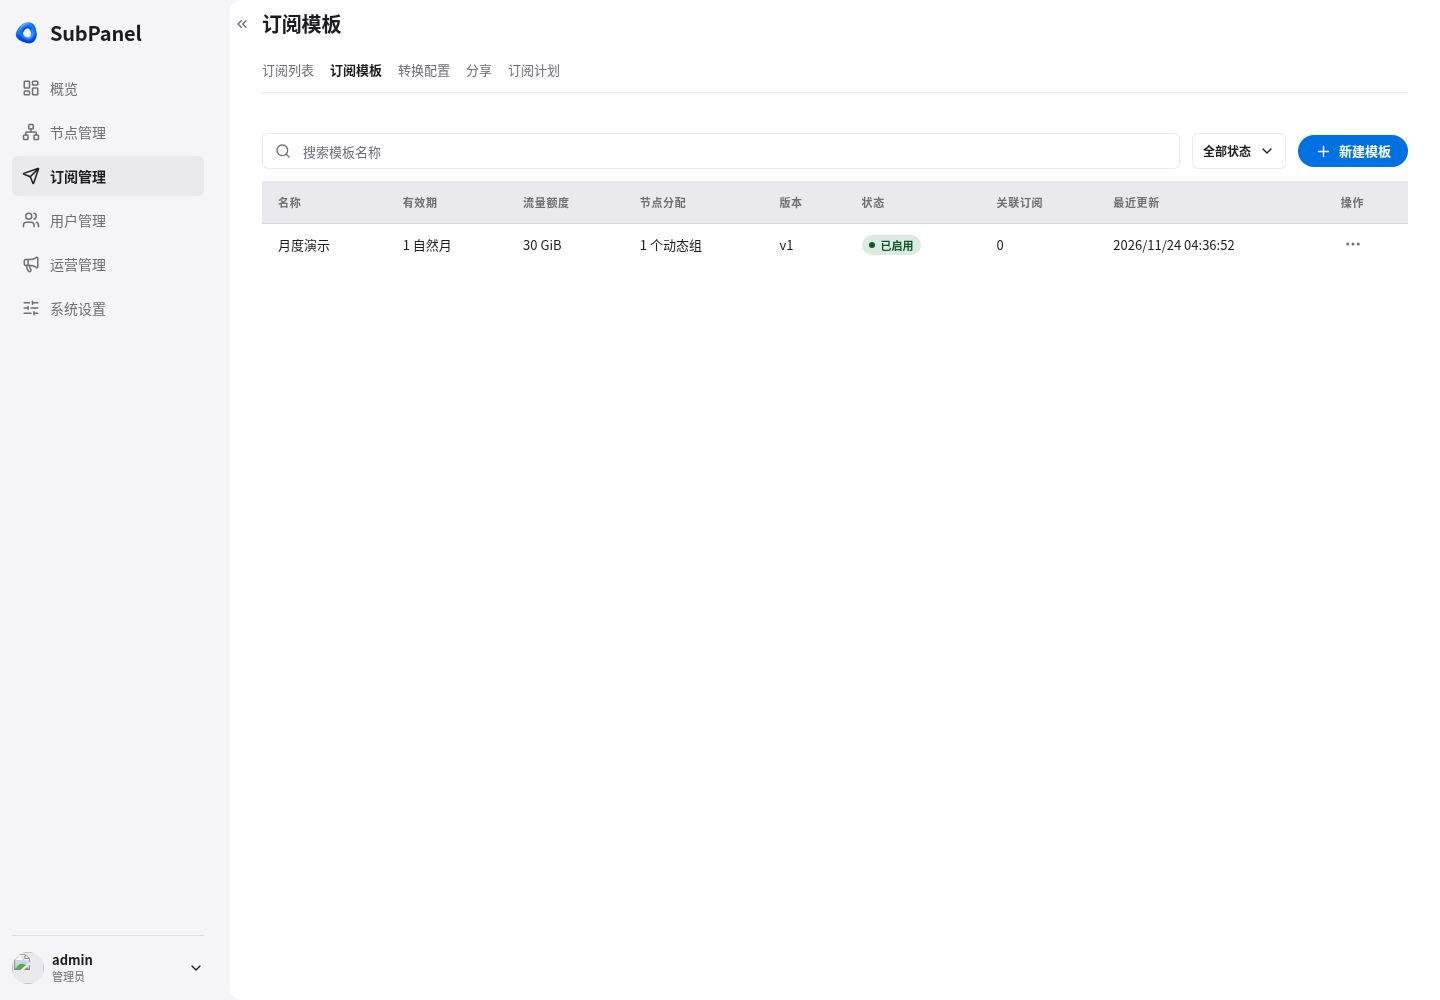 SubPanel
概览
节点管理
订阅管理
用户管理
运营管理
系统设置
admin
管理员
订阅模板
订阅列表 订阅模板 转换配置 分享 订阅计划
搜索模板名称 全部状态 新建模板
名称 有效期 流量额度 节点分配 版本 状态 关联订阅 最近更新 操作
月度演示 1 自然月 30 GiB 1 个动态组 v1 已启用 0 2026/11/24 04:36:52